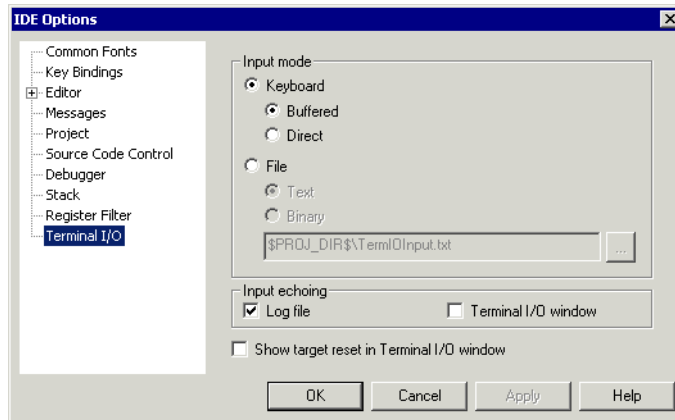 IDE Options
Common Fonts
Key Bindings
Editor
Messages
Project
Source Code Control
Debugger
Stack
Register Filter
Terminal I/O
Input mode
Keyboard
Buffered
Direct
File
Text
Binary
$PROJ_DIR$\TermIOInput.txt
...
Input echoing
Log file
Terminal I/O window
Show target reset in Terminal I/O window
OK
Cancel
Apply
Help